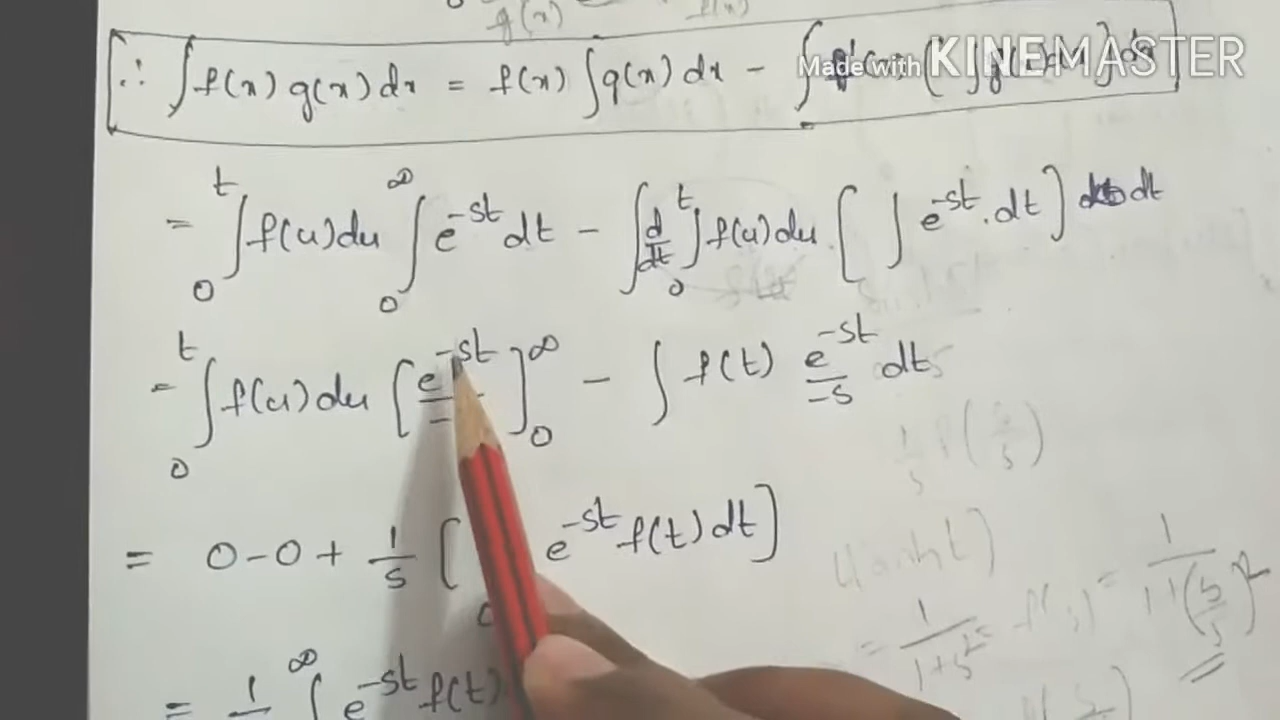 g(x) f(x)
∴ ∫ f(x) g(x) dx = f(x) ∫ g(x) dx - ∫
Made with KINEMASTER
= ∫₀ᵗ f(u) du ∫₀^∞ e^{-st} dt - ∫ d/dt ∫₀ᵗ f(u) du [ ∫ e^{-st} . dt ] dt
= ∫₀ᵗ f(u) du [ e^{-st}/- ]₀^∞ - ∫ f(t) e^{-st}/-s dt
= 0 - 0 + 1/s [ e^{-st} f(t) dt ]
= 1/ ∫^∞ e^{-st} f(t)